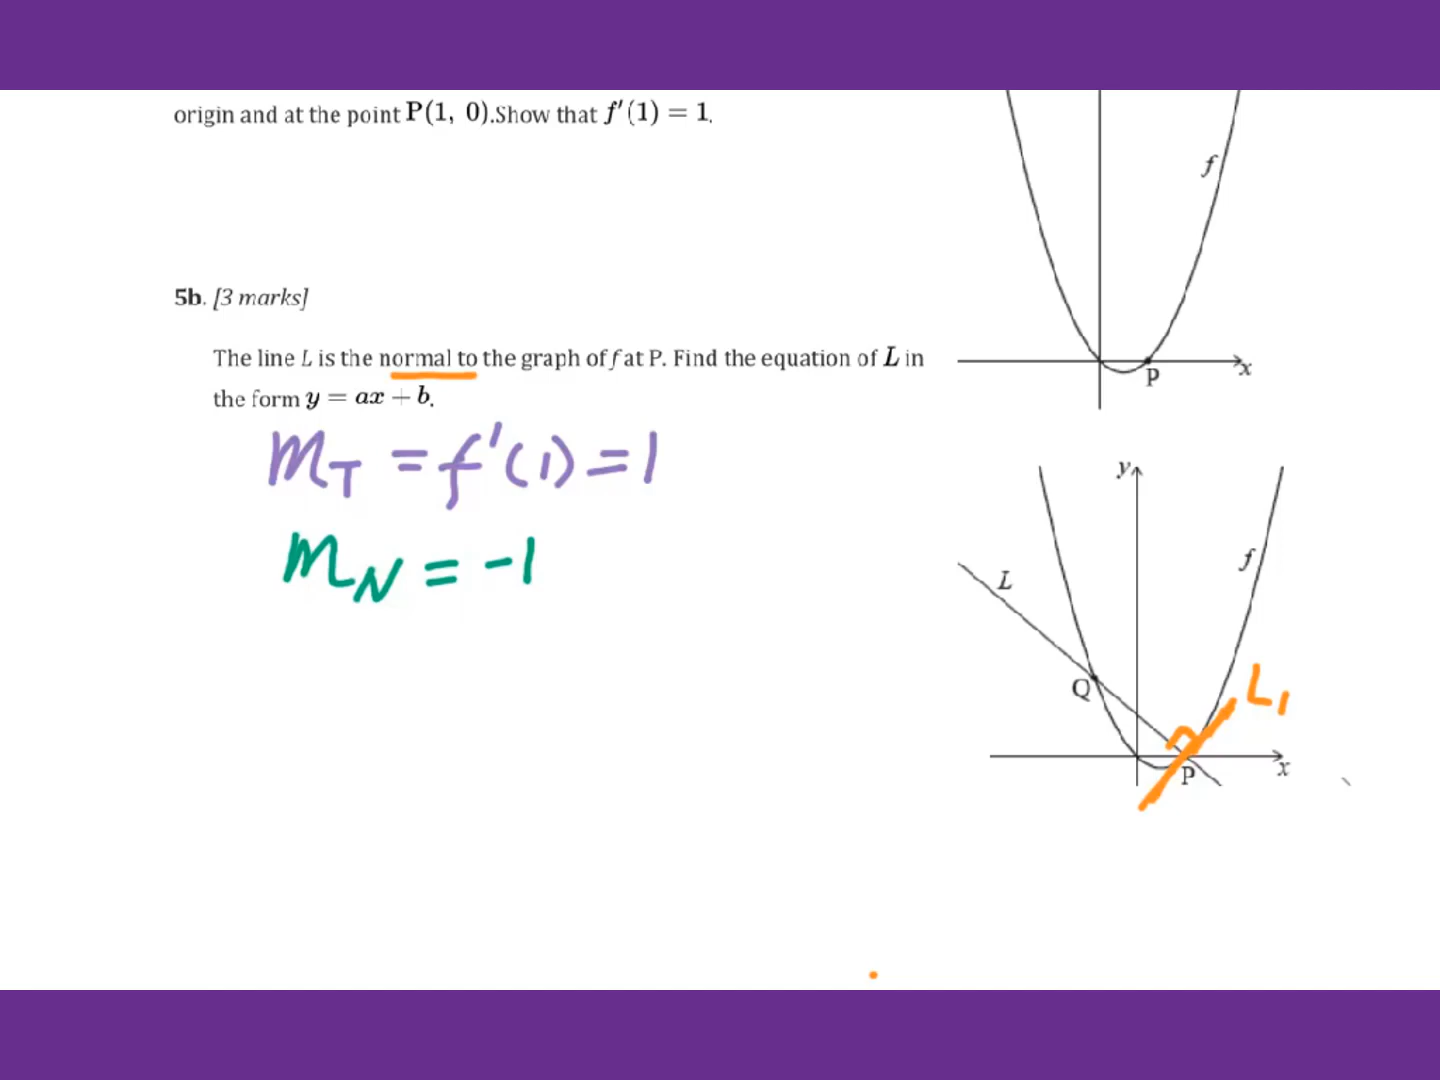 origin and at the point P(1, 0).Show that f′(1) = 1.
f
x
P
5b. [3 marks]
The line L is the normal to the graph of f at P. Find the equation of L in
the form y = ax + b.
m_T = f'(1) = 1
m_N = -1
y
f
L
Q
L₁
P
x